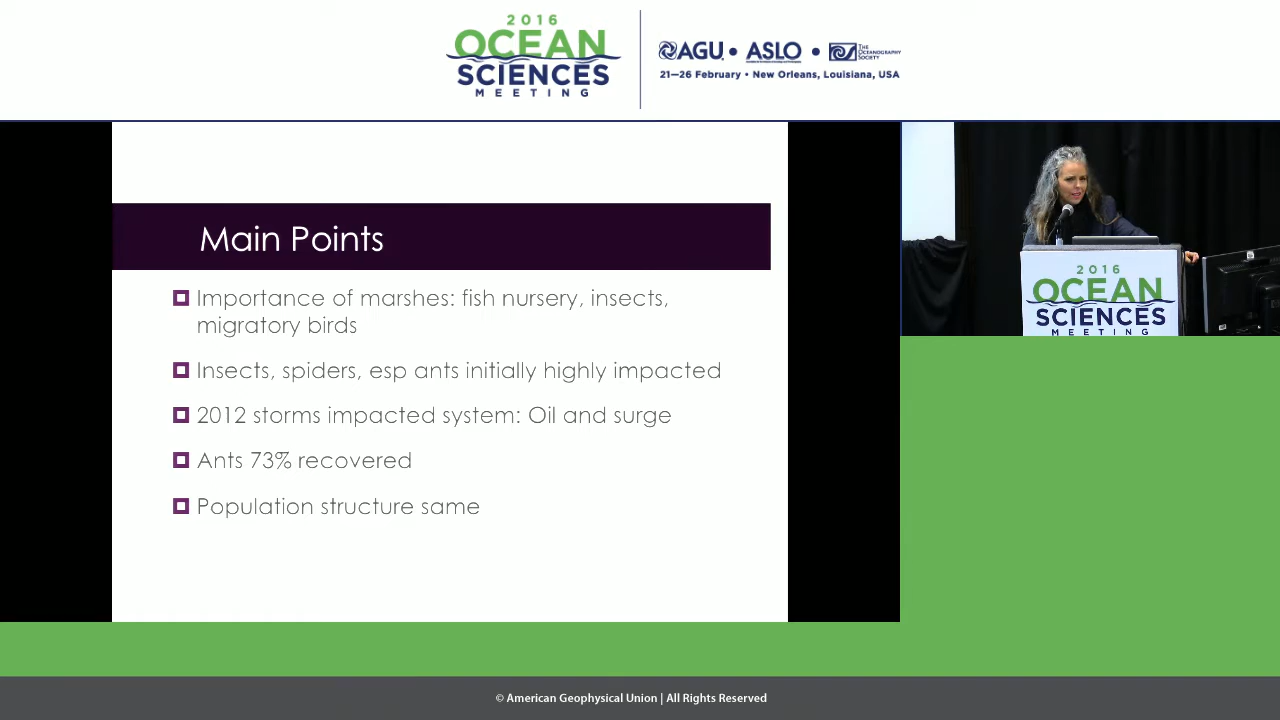 2016
OCEAN
SCIENCES
MEETING
AGU • ASLO • THE OCEANOGRAPHY SOCIETY
21—26 February • New Orleans, Louisiana, USA
Main Points
Importance of marshes: fish nursery, insects,
migratory birds
Insects, spiders, esp ants initially highly impacted
2012 storms impacted system: Oil and surge
Ants 73% recovered
Population structure same
2016
OCEAN
SCIENCES
MEETING
© American Geophysical Union | All Rights Reserved